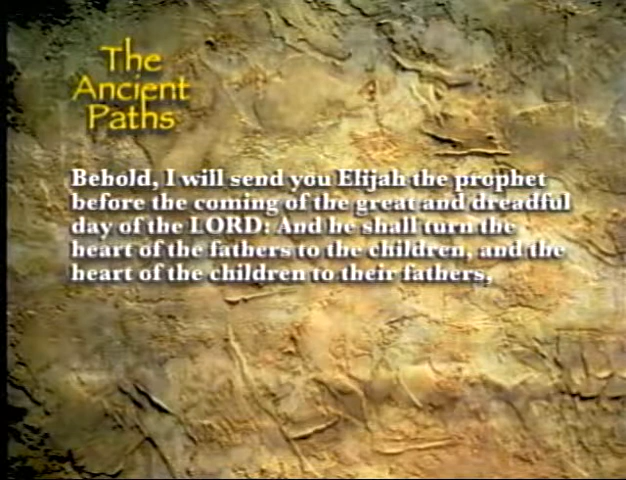 The
Ancient
Paths
Behold, I will send you Elijah the prophet
before the coming of the great and dreadful
day of the LORD: And he shall turn the
heart of the fathers to the children, and the
heart of the children to their fathers,